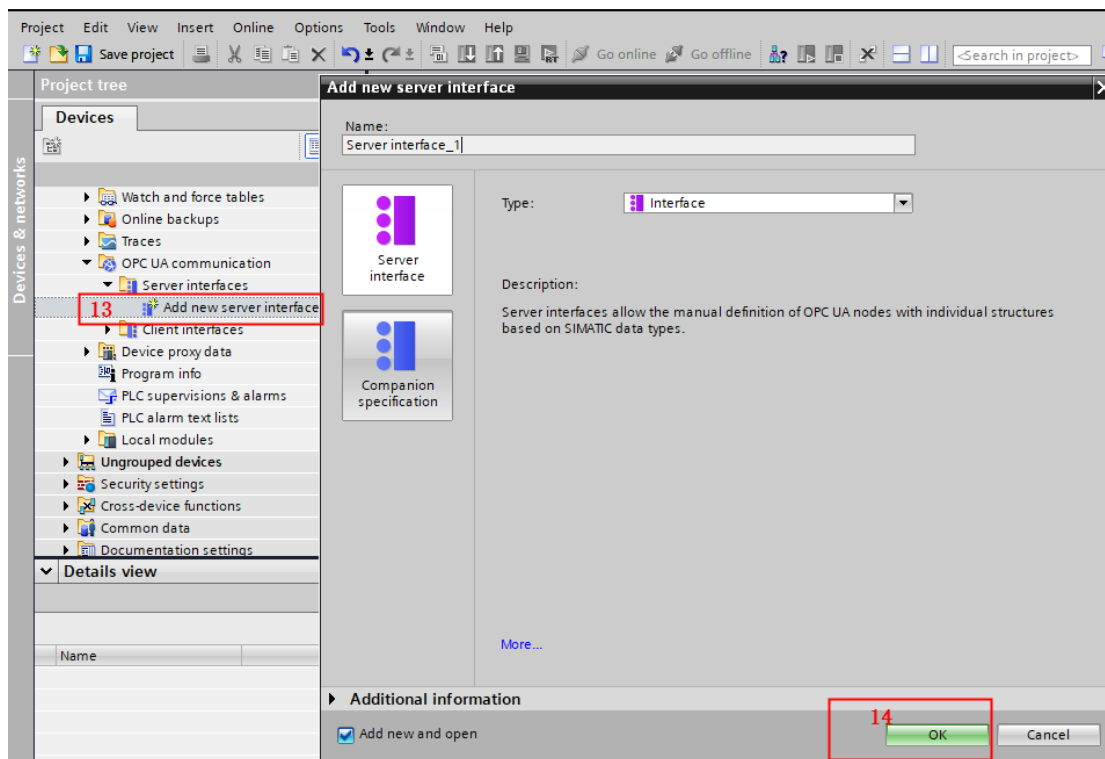 Project Edit View Insert Online Options Tools Window Help
Save project Go online Go offline <Search in project>
Project tree
Devices
Devices & networks
Watch and force tables
Online backups
Traces
OPC UA communication
Server interfaces
13 Add new server interface
Client interfaces
Device proxy data
Program info
PLC supervisions & alarms
PLC alarm text lists
Local modules
Ungrouped devices
Security settings
Cross-device functions
Common data
Documentation settings
Details view
Name
Add new server interface
Name:
Server interface_1
Server
interface
Companion
specification
Type: Interface
Description:
Server interfaces allow the manual definition of OPC UA nodes with individual structures
based on SIMATIC data types.
More...
Additional information
Add new and open
14
OK Cancel